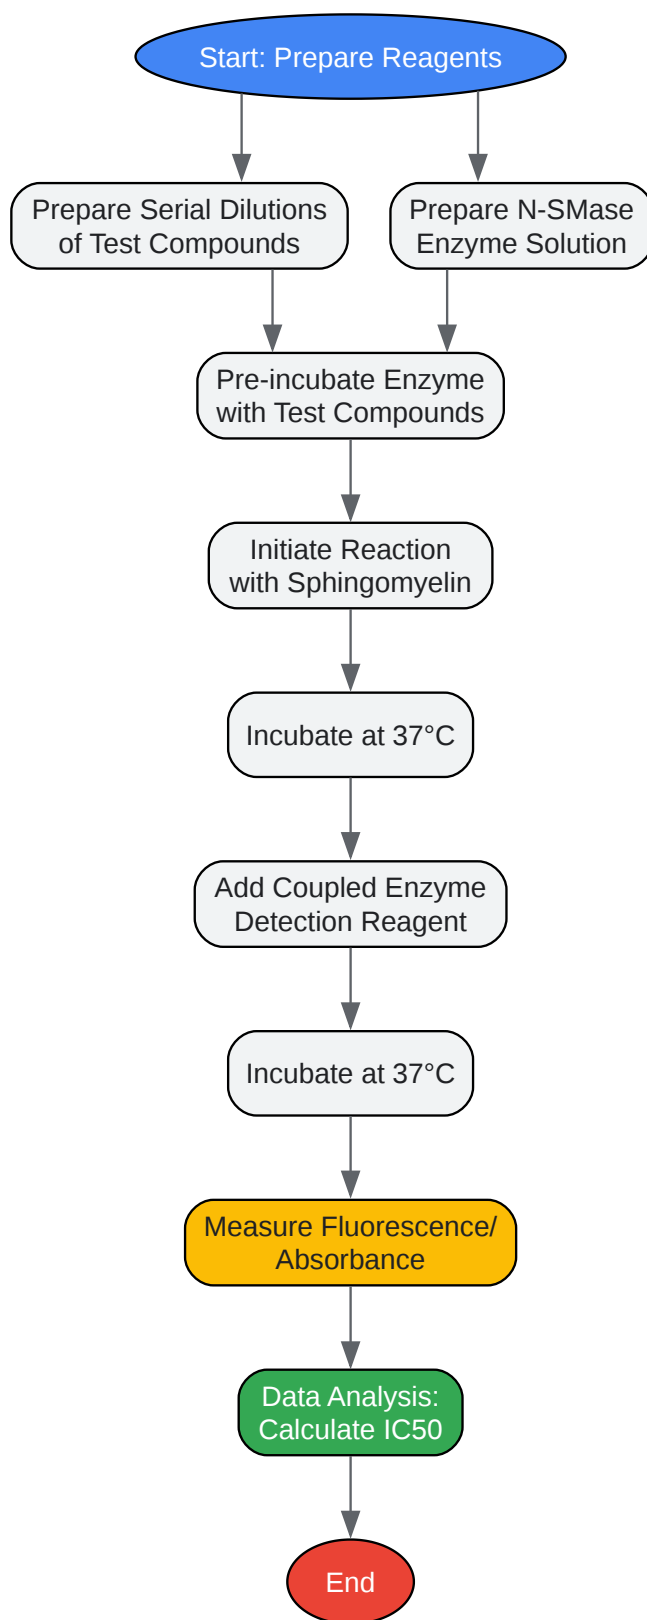 Start: Prepare Reagents
Prepare Serial Dilutions
of Test Compounds
Prepare N-SMase
Enzyme Solution
Pre-incubate Enzyme
with Test Compounds
Initiate Reaction
with Sphingomyelin
Incubate at 37°C
Add Coupled Enzyme
Detection Reagent
Incubate at 37°C
Measure Fluorescence/
Absorbance
Data Analysis:
Calculate IC50
End